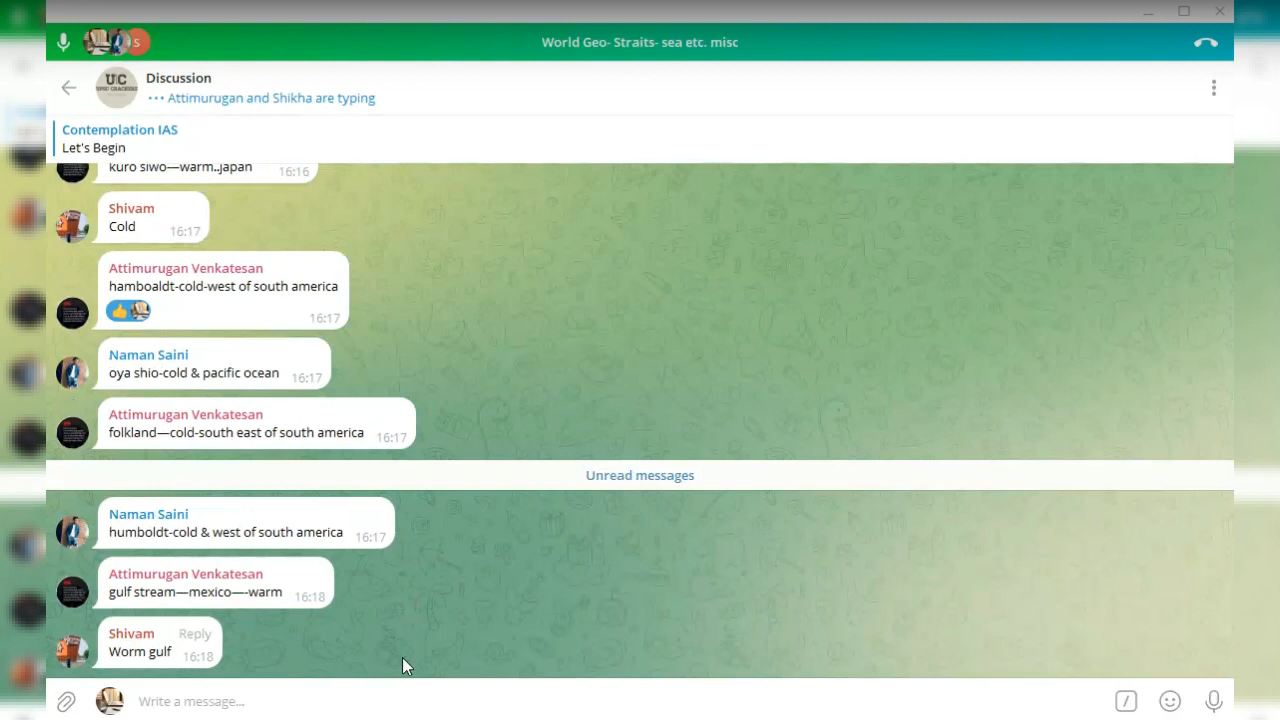 S
World Geo- Straits- sea etc. misc
UC
UPSC CRACKERS
Discussion
Attimurugan and Shikha are typing
Contemplation IAS
Let's Begin
kuro siwo—warm..japan
16:16
Shivam
Cold
16:17
Attimurugan Venkatesan
hamboaldt-cold-west of south america
16:17
Naman Saini
oya shio-cold & pacific ocean
16:17
Attimurugan Venkatesan
folkland—cold-south east of south america
16:17
Unread messages
Naman Saini
humboldt-cold & west of south america
16:17
Attimurugan Venkatesan
gulf stream—mexico—-warm
16:18
Shivam Reply
Worm gulf
16:18
Write a message...